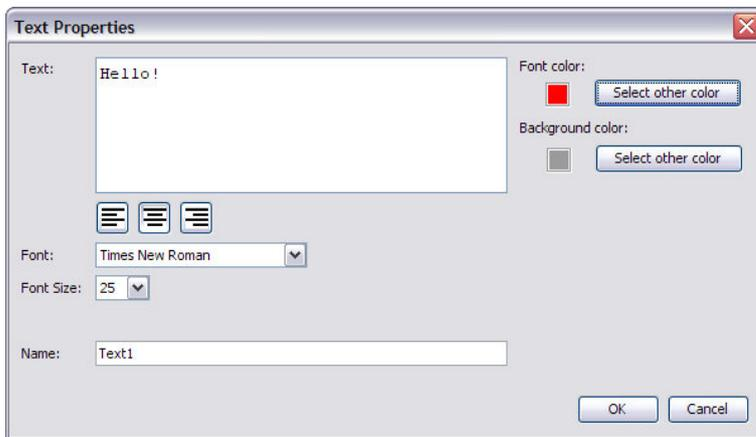 Text Properties
Text:
Hello!
Font color:
Select other color
Background color:
Select other color
Font:
Times New Roman
Font Size:
25
Name:
Text1
OK
Cancel